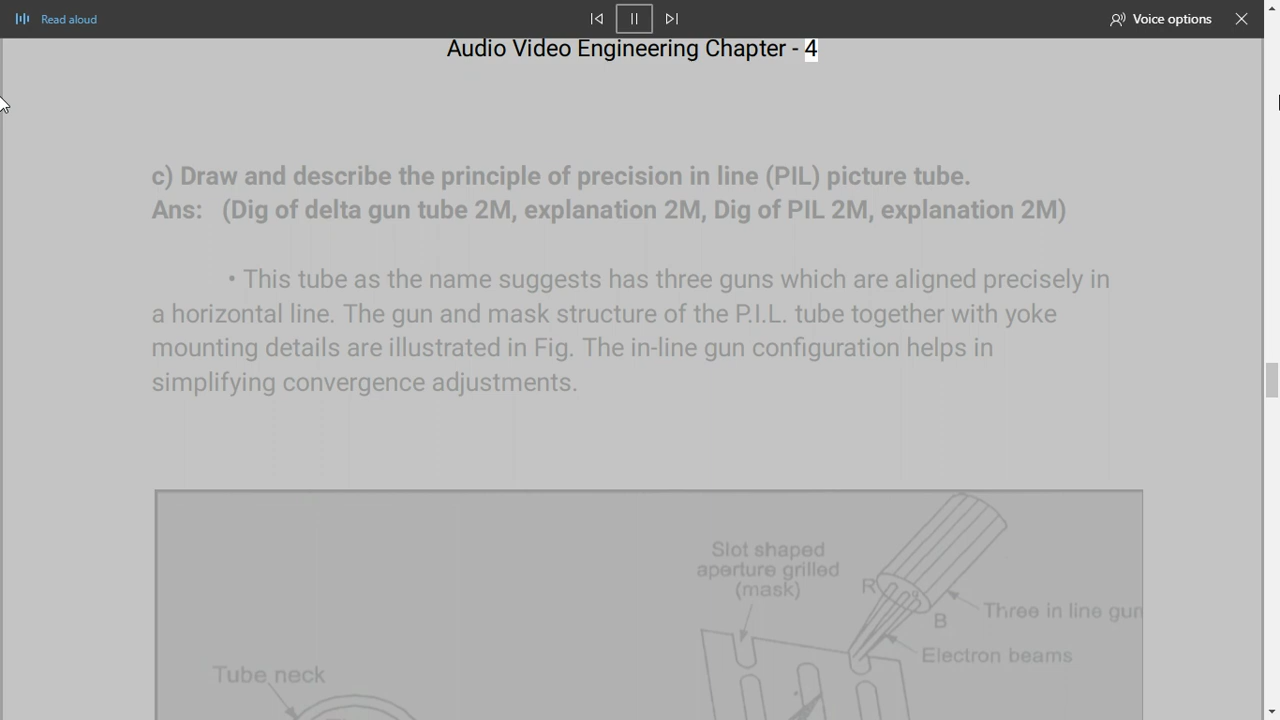 Read aloud
Voice options
Audio Video Engineering Chapter - 4
c) Draw and describe the principle of precision in line (PIL) picture tube.
Ans: (Dig of delta gun tube 2M, explanation 2M, Dig of PIL 2M, explanation 2M)
• This tube as the name suggests has three guns which are aligned precisely in
a horizontal line. The gun and mask structure of the P.I.L. tube together with yoke
mounting details are illustrated in Fig. The in-line gun configuration helps in
simplifying convergence adjustments.
Slot shaped
aperture grilled
(mask)
R
G
B
Three in line gun
Electron beams
Tube neck